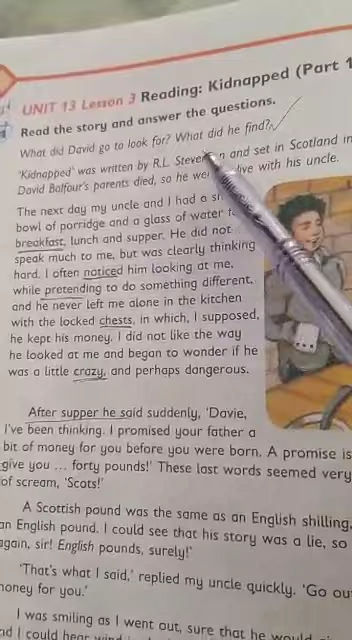 UNIT 13 Lesson 3 Reading: Kidnapped (Part 1
Read the story and answer the questions.
What did David go to look for? What did he find?
'Kidnapped' was written by R.L. Steve n and set in Scotland in
David Balfour's parents died, so he we live with his uncle.
The next day my uncle and I had a
bowl of porridge and a glass of water
breakfast, lunch and supper. He did not
speak much to me, but was clearly thinking
hard. I often noticed him looking at me,
while pretending to do something different,
and he never left me alone in the kitchen
with the locked chests, in which, I supposed,
he kept his money. I did not like the way
he looked at me and began to wonder if he
was a little crazy, and perhaps dangerous.
After supper he said suddenly, 'Davie,
I've been thinking. I promised your father a
bit of money for you before you were born. A promise is
give you ... forty pounds!' These last words seemed very
of scream, 'Scots!'
A Scottish pound was the same as an English shilling,
an English pound. I could see that his story was a lie, so
again, sir! English pounds, surely!'
'That's what I said,' replied my uncle quickly. 'Go ou
money for you.'
I was smiling as I went out, sure that he would
nd I could hear wind